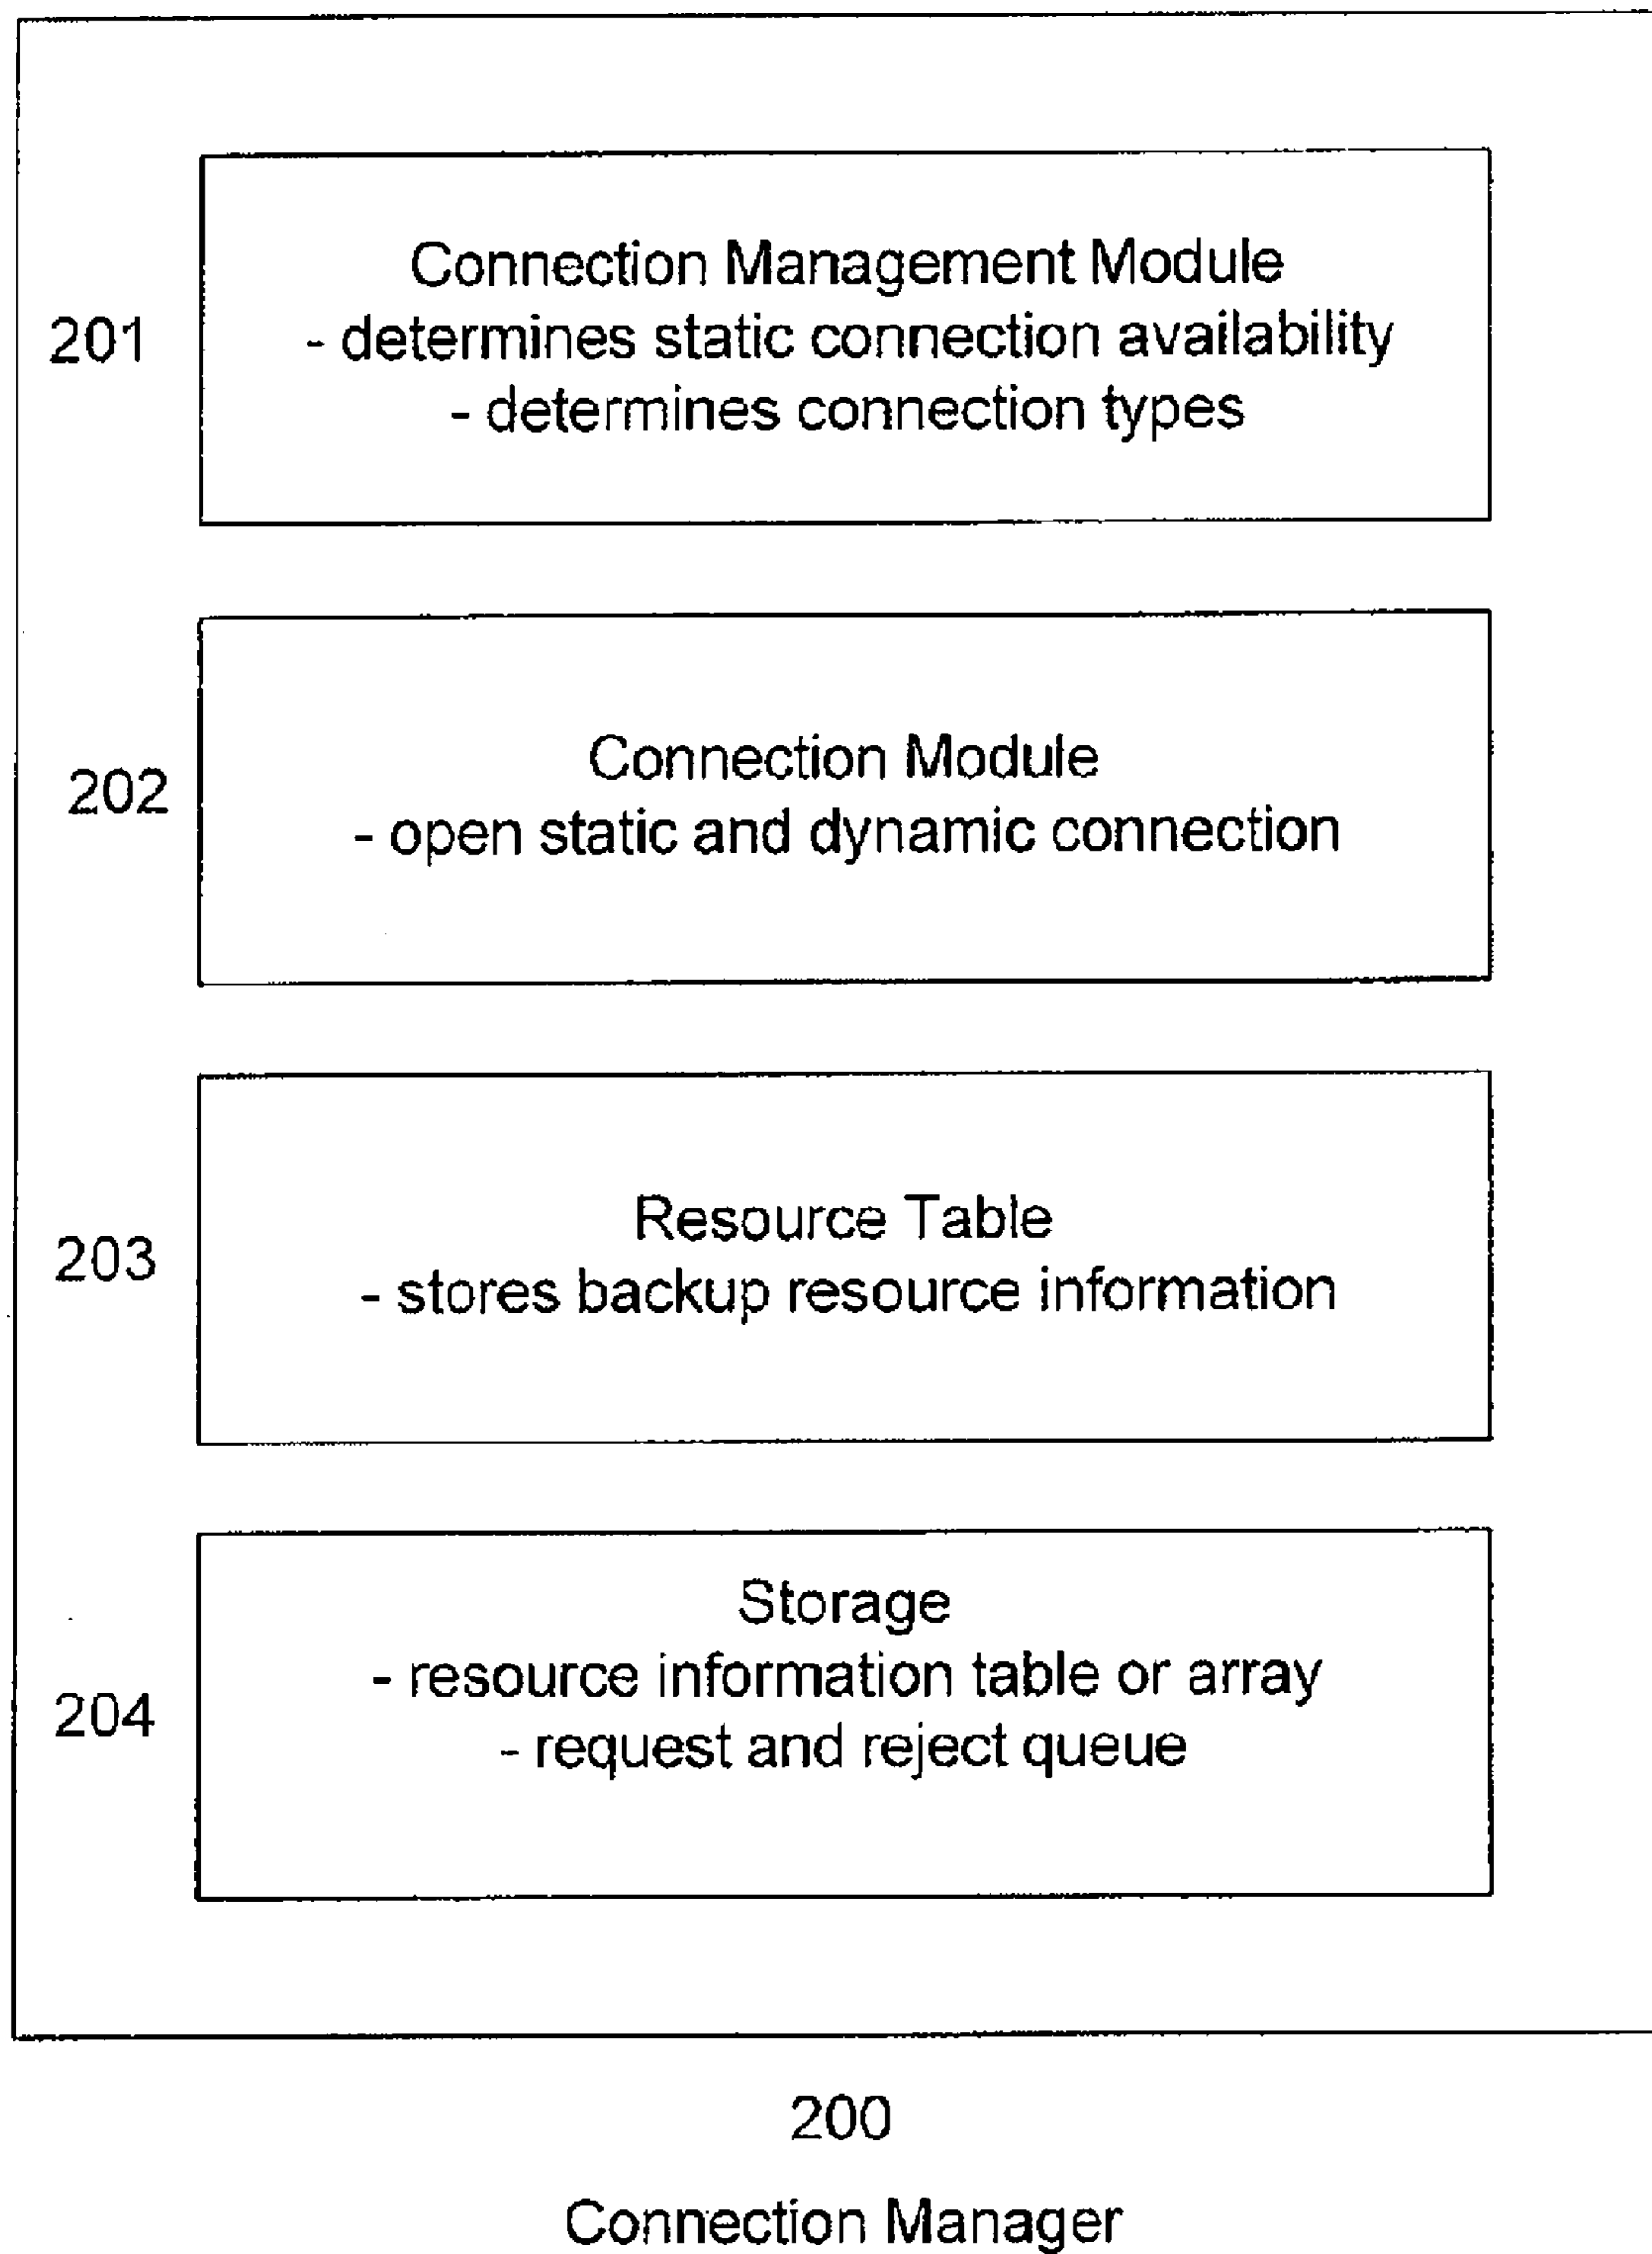 201
Connection Management Module
- determines static connection availability
- determines connection types
202
Connection Module
- open static and dynamic connection
203
Resource Table
- stores backup resource information
204
Storage
- resource information table or array
- request and reject queue
200
Connection Manager